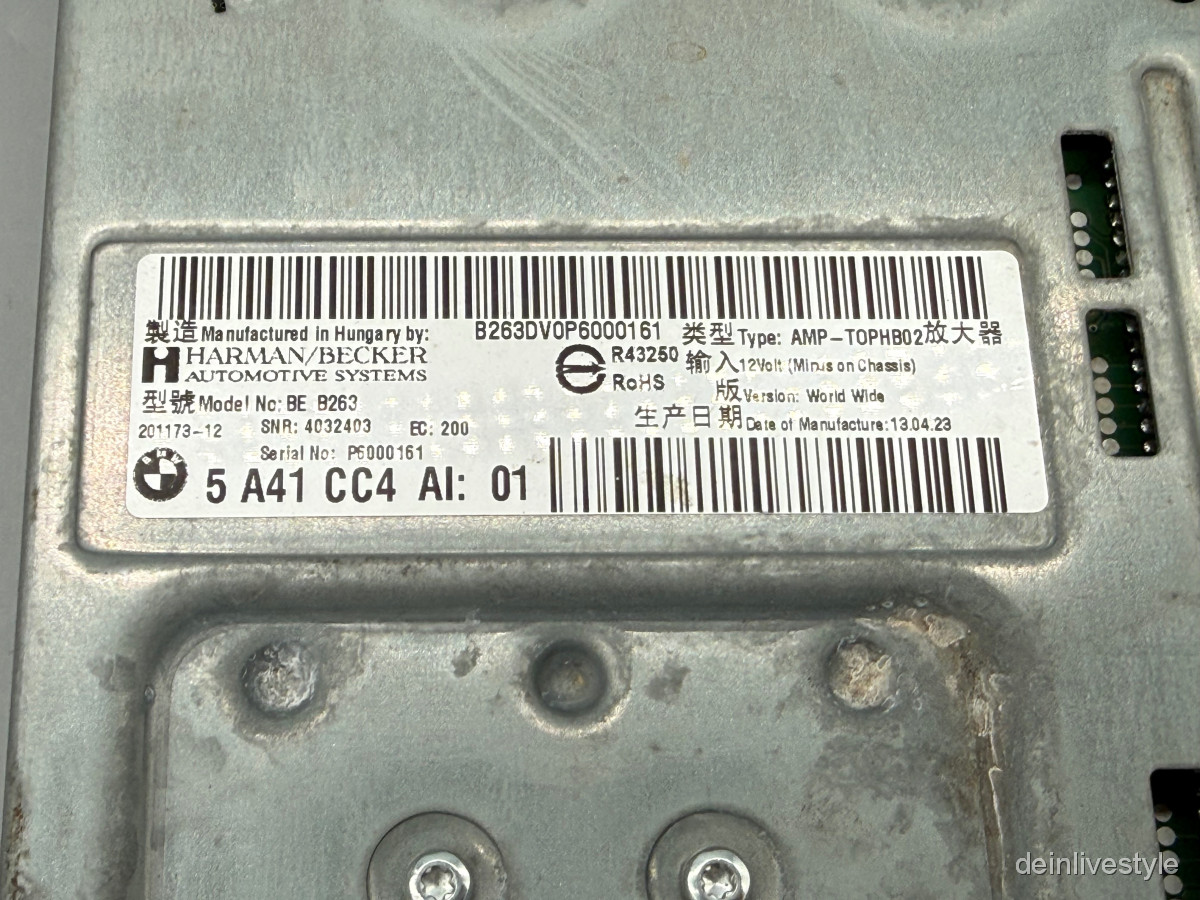 製造 Manufactured in Hungary by:
HARMAN/BECKER
AUTOMOTIVE SYSTEMS
型號 Model No: BE B263
201173-12 SNR: 4032403 EC: 200
Serial No: P6000161
5 A41 CC4 AI: 01
B263DV0P6000161
R43250
RoHS
类型 Type: AMP-TOPHB02 放大器
输入 12Volt (Minus on Chassis)
版 Version: World Wide
生产日期 Date of Manufacture: 13.04.23
deinlivestyle